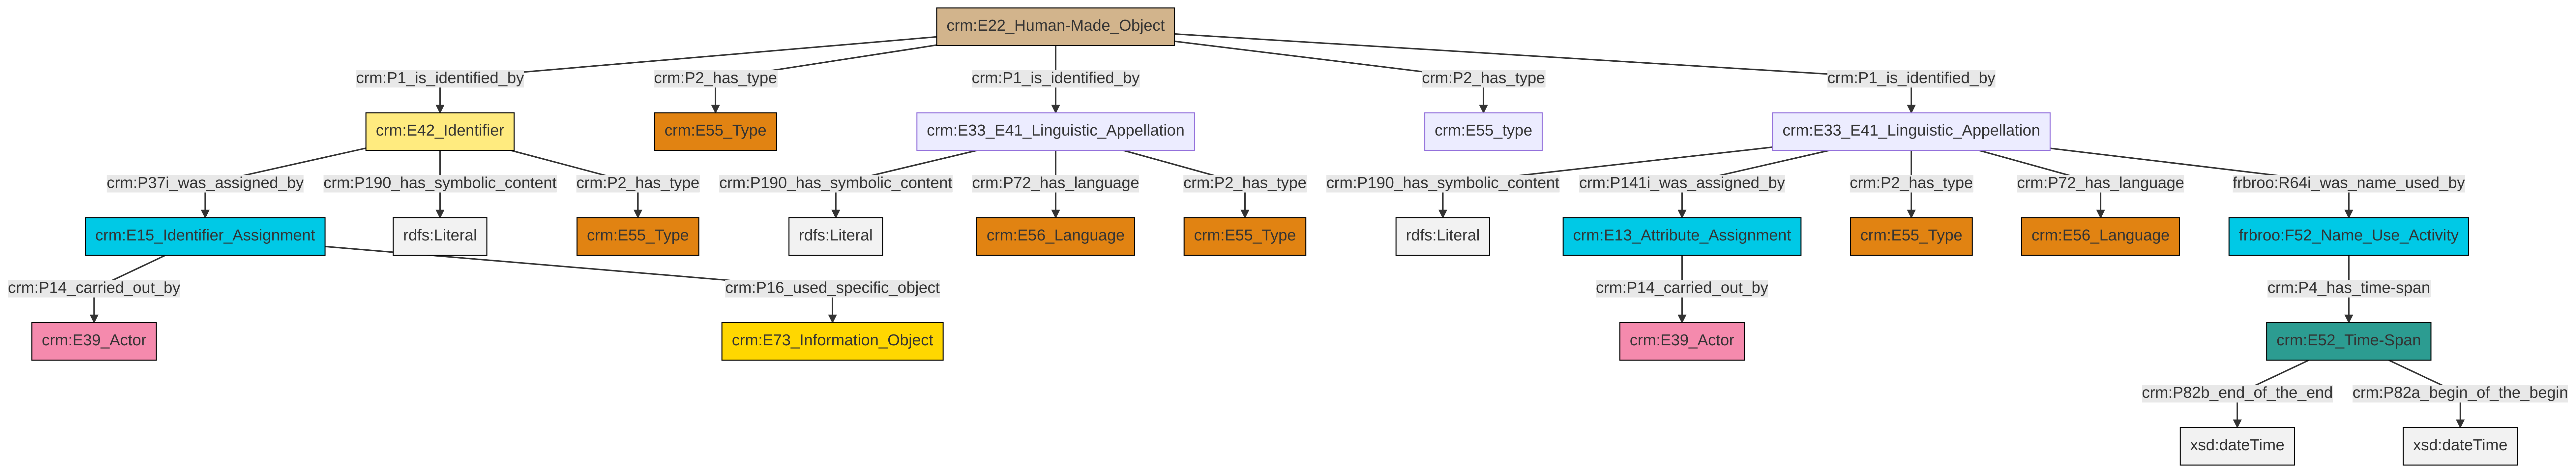 crm:E22_Human-Made_Object
crm:P1_is_identified_by
crm:P2_has_type
crm:P1_is_identified_by
crm:P2_has_type
crm:P1_is_identified_by
crm:E42_Identifier
crm:E55_Type
crm:E33_E41_Linguistic_Appellation
crm:E55_type
crm:E33_E41_Linguistic_Appellation
crm:P37i_was_assigned_by
crm:P190_has_symbolic_content
crm:P2_has_type
crm:P190_has_symbolic_content
crm:P72_has_language
crm:P2_has_type
crm:P190_has_symbolic_content
crm:P141i_was_assigned_by
crm:P2_has_type
crm:P72_has_language
frbroo:R64i_was_name_used_by
crm:E15_Identifier_Assignment
rdfs:Literal
crm:E55_Type
rdfs:Literal
crm:E56_Language
crm:E55_Type
rdfs:Literal
crm:E13_Attribute_Assignment
crm:E55_Type
crm:E56_Language
frbroo:F52_Name_Use_Activity
crm:P14_carried_out_by
crm:P16_used_specific_object
crm:P14_carried_out_by
crm:P4_has_time-span
crm:E39_Actor
crm:E73_Information_Object
crm:E39_Actor
crm:E52_Time-Span
crm:P82b_end_of_the_end
crm:P82a_begin_of_the_begin
xsd:dateTime
xsd:dateTime